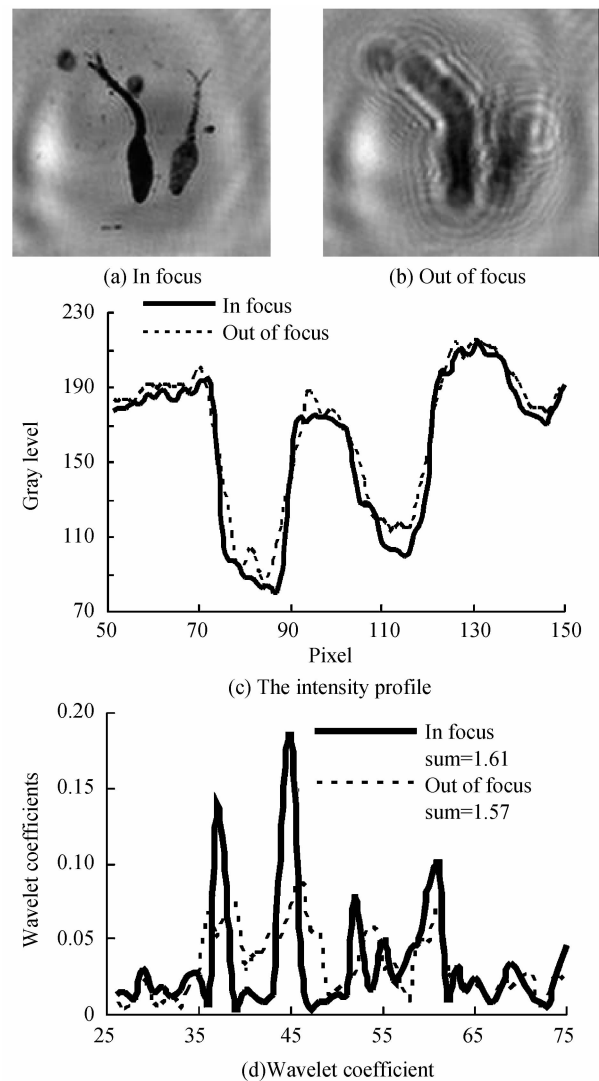 (a) In focus
(b) Out of focus
In focus
Out of focus
230
190
150
110
70
Gray level
50
70
90
110
130
150
Pixel
(c) The intensity profile
0.20
0.15
0.10
0.05
0
Wavelet coefficients
In focus
sum=1.61
Out of focus
sum=1.57
25
35
45
55
65
75
(d)Wavelet coefficient